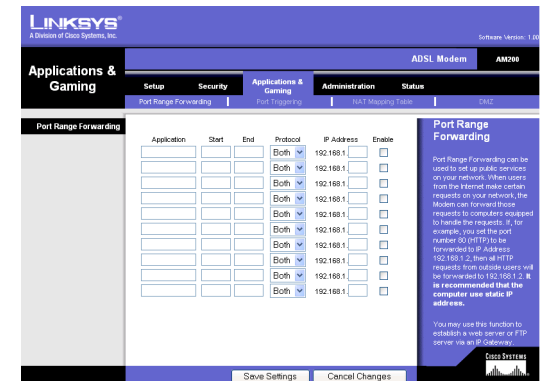 LINKSYS®
A Division of Cisco Systems, Inc.
Software Version: 1.00
ADSL Modem AM200
Applications & Gaming
Setup Security Applications & Gaming Administration Status
Port Range Forwarding Port Triggering NAT Mapping Table DMZ
Port Range Forwarding
Application Start End Protocol IP Address Enable
Both 192.168.1.
Both 192.168.1.
Both 192.168.1.
Both 192.168.1.
Both 192.168.1.
Both 192.168.1.
Both 192.168.1.
Both 192.168.1.
Both 192.168.1.
Both 192.168.1.
Port Range
Forwarding
Port Range Forwarding can be
used to set up public services
on your network. When users
from the Internet make certain
requests on your network, the
Modem can forward those
requests to computers equipped
to handle the requests. If, for
example, you set the port
number 80 (HTTP) to be
forwarded to IP Address
192.168.1.2, then all HTTP
requests from outside users will
be forwarded to 192.168.1.2. It
is recommended that the
computer use static IP
address.
You may use this function to
establish a web server or FTP
server via an IP Gateway.
Save Settings Cancel Changes
CISCO SYSTEMS